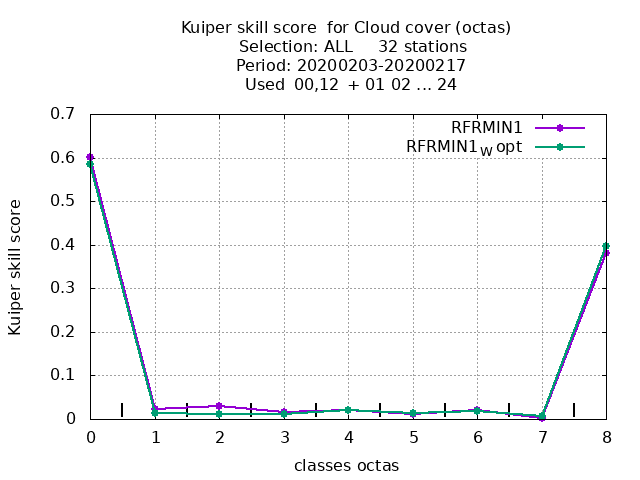 Kuiper skill score  for Cloud cover (octas)
Selection: ALL     32 stations
Period: 20200203-20200217
Used  00,12  + 01 02 ... 24
RFRMIN1
RFRMIN1W opt
0.7
0.6
0.5
0.4
0.3
0.2
0.1
0
Kuiper skill score
0 1 2 3 4 5 6 7 8
classes octas